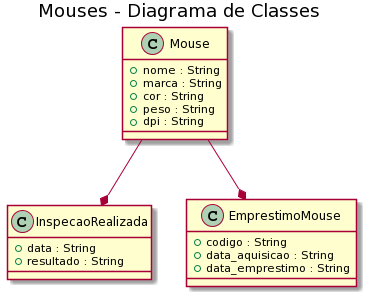 Mouses - Diagrama de Classes
C Mouse
nome : String
marca : String
cor : String
peso : String
dpi : String
C InspecaoRealizada
data : String
resultado : String
C EmprestimoMouse
codigo : String
data_aquisicao : String
data_emprestimo : String